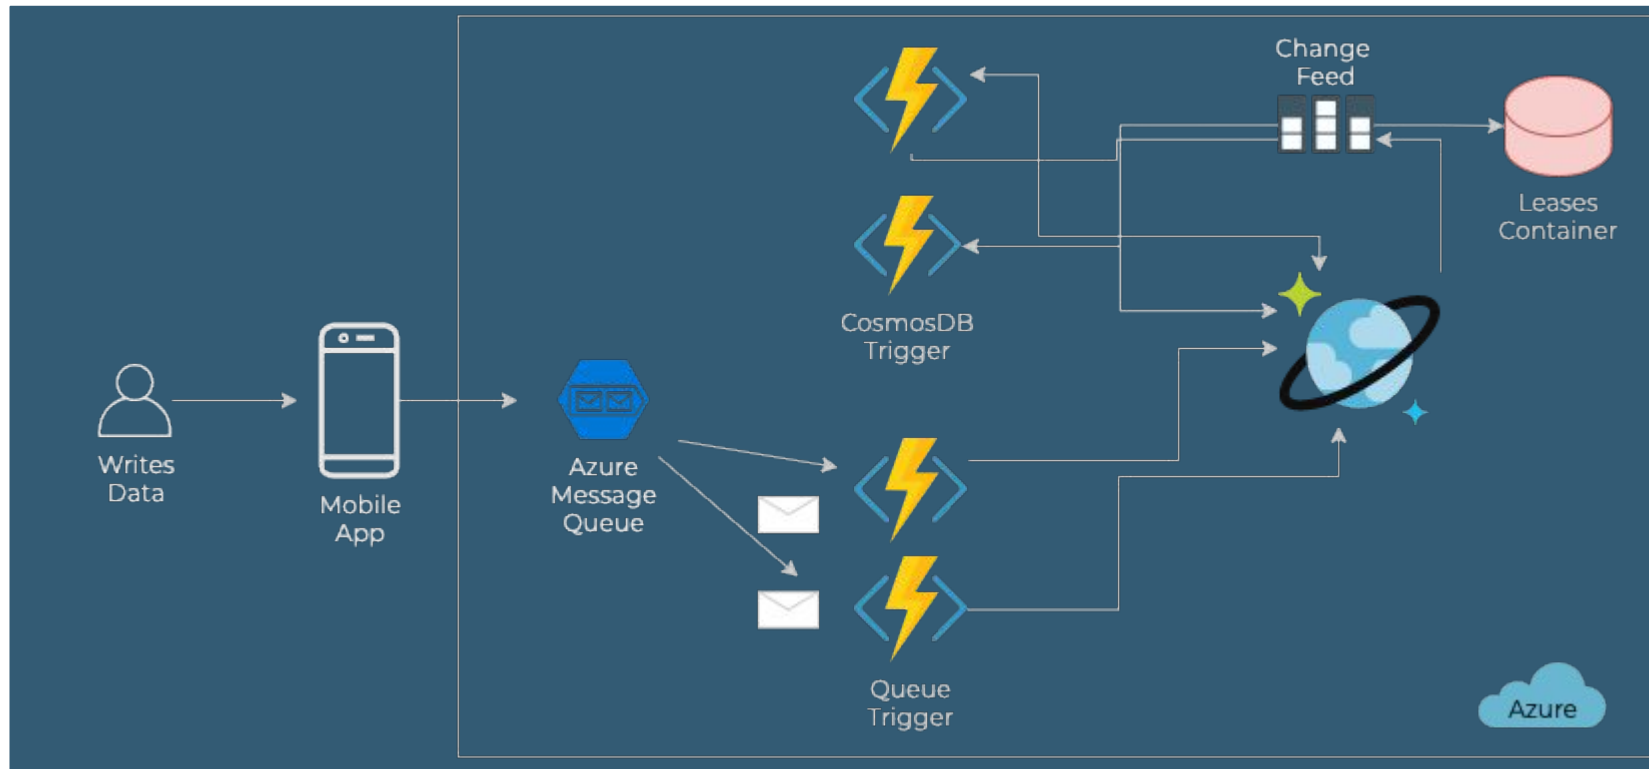 Change
Feed
Leases
Container
CosmosDB
Trigger
Writes
Data
Mobile
App
Azure
Message
Queue
Queue
Trigger
Azure